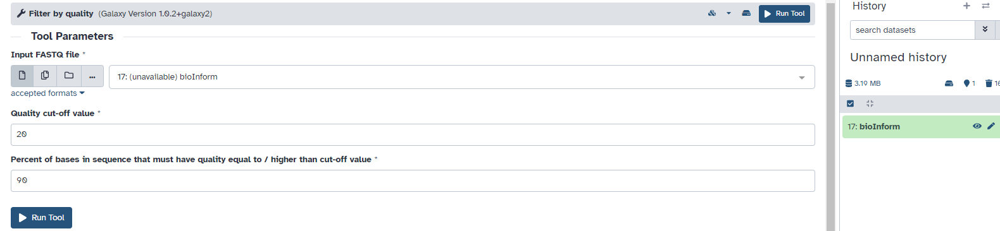 Filter by quality (Galaxy Version 1.0.2+galaxy2)
Run Tool
Tool Parameters
Input FASTQ file *
17: (unavailable) bioInform
accepted formats
Quality cut-off value *
20
Percent of bases in sequence that must have quality equal to / higher than cut-off value *
90
Run Tool
History
search datasets
Unnamed history
3.19 MB 1 16
17: bioInform